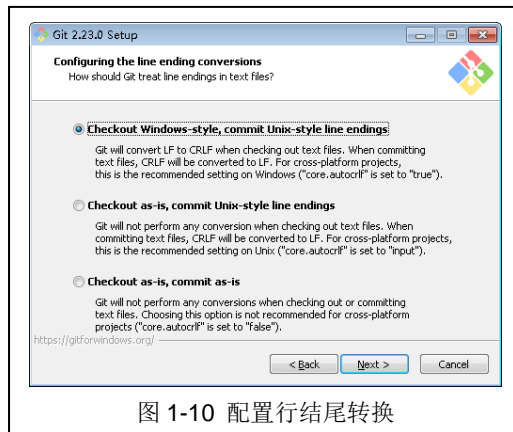 Git 2.23.0 Setup
Configuring the line ending conversions
How should Git treat line endings in text files?
Checkout Windows-style, commit Unix-style line endings
Git will convert LF to CRLF when checking out text files. When committing
text files, CRLF will be converted to LF. For cross-platform projects,
this is the recommended setting on Windows ("core.autocrlf" is set to "true").
Checkout as-is, commit Unix-style line endings
Git will not perform any conversion when checking out text files. When
committing text files, CRLF will be converted to LF. For cross-platform projects,
this is the recommended setting on Unix ("core.autocrlf" is set to "input").
Checkout as-is, commit as-is
Git will not perform any conversions when checking out or committing
text files. Choosing this option is not recommended for cross-platform
projects ("core.autocrlf" is set to "false").
https://gitforwindows.org/
< Back Next > Cancel
图 1-10 配置行结尾转换